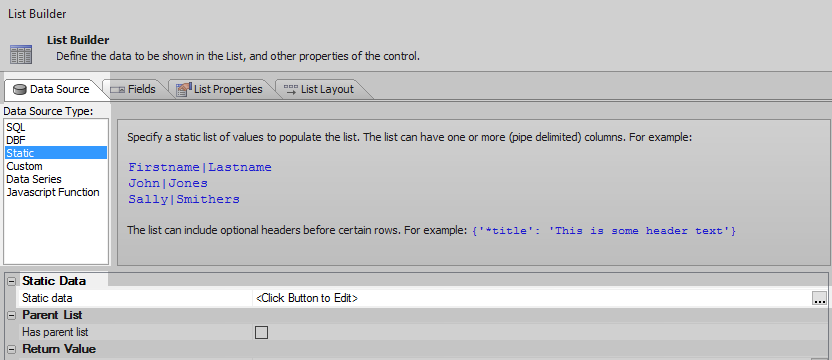 List Builder
List Builder
Define the data to be shown in the List, and other properties of the control.
Data Source Fields List Properties List Layout
Data Source Type:
SQL
DBF
Static
Custom
Data Series
Javascript Function
Specify a static list of values to populate the list. The list can have one or more (pipe delimited) columns. For example:
Firstname|Lastname
John|Jones
Sally|Smithers
The list can include optional headers before certain rows. For example: {'*title': 'This is some header text'}
Static Data
Static data <Click Button to Edit> ...
Parent List
Has parent list
Return Value